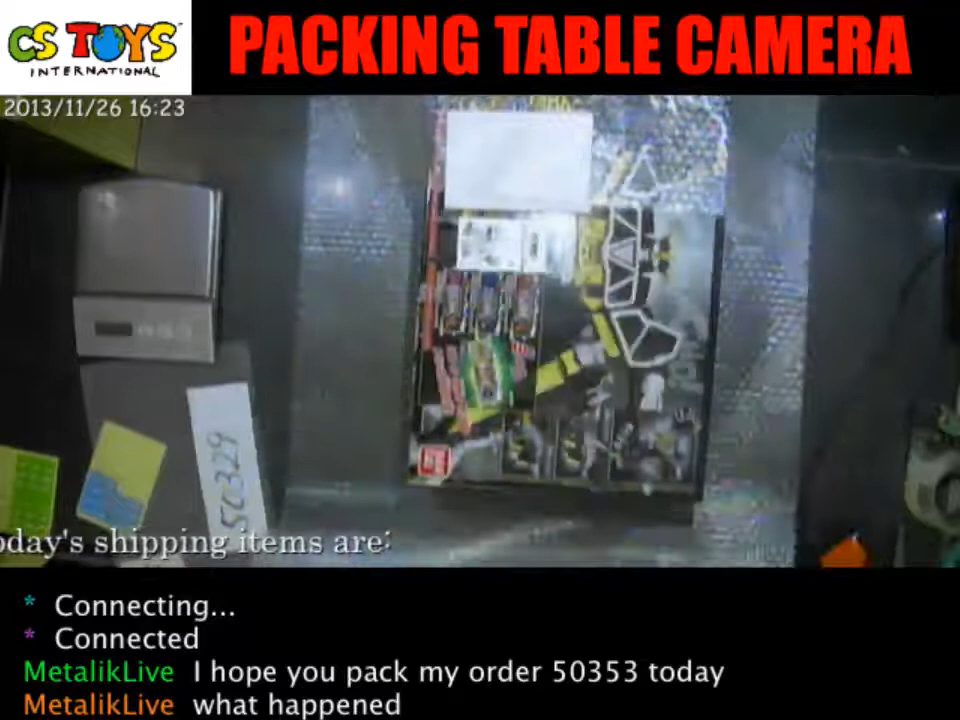 CS TOYS
INTERNATIONAL
PACKING TABLE CAMERA
2013/11/26 16:23
50329
oday's shipping items are:
* Connecting...
* Connected
MetalikLive I hope you pack my order 50353 today
MetalikLive what happened